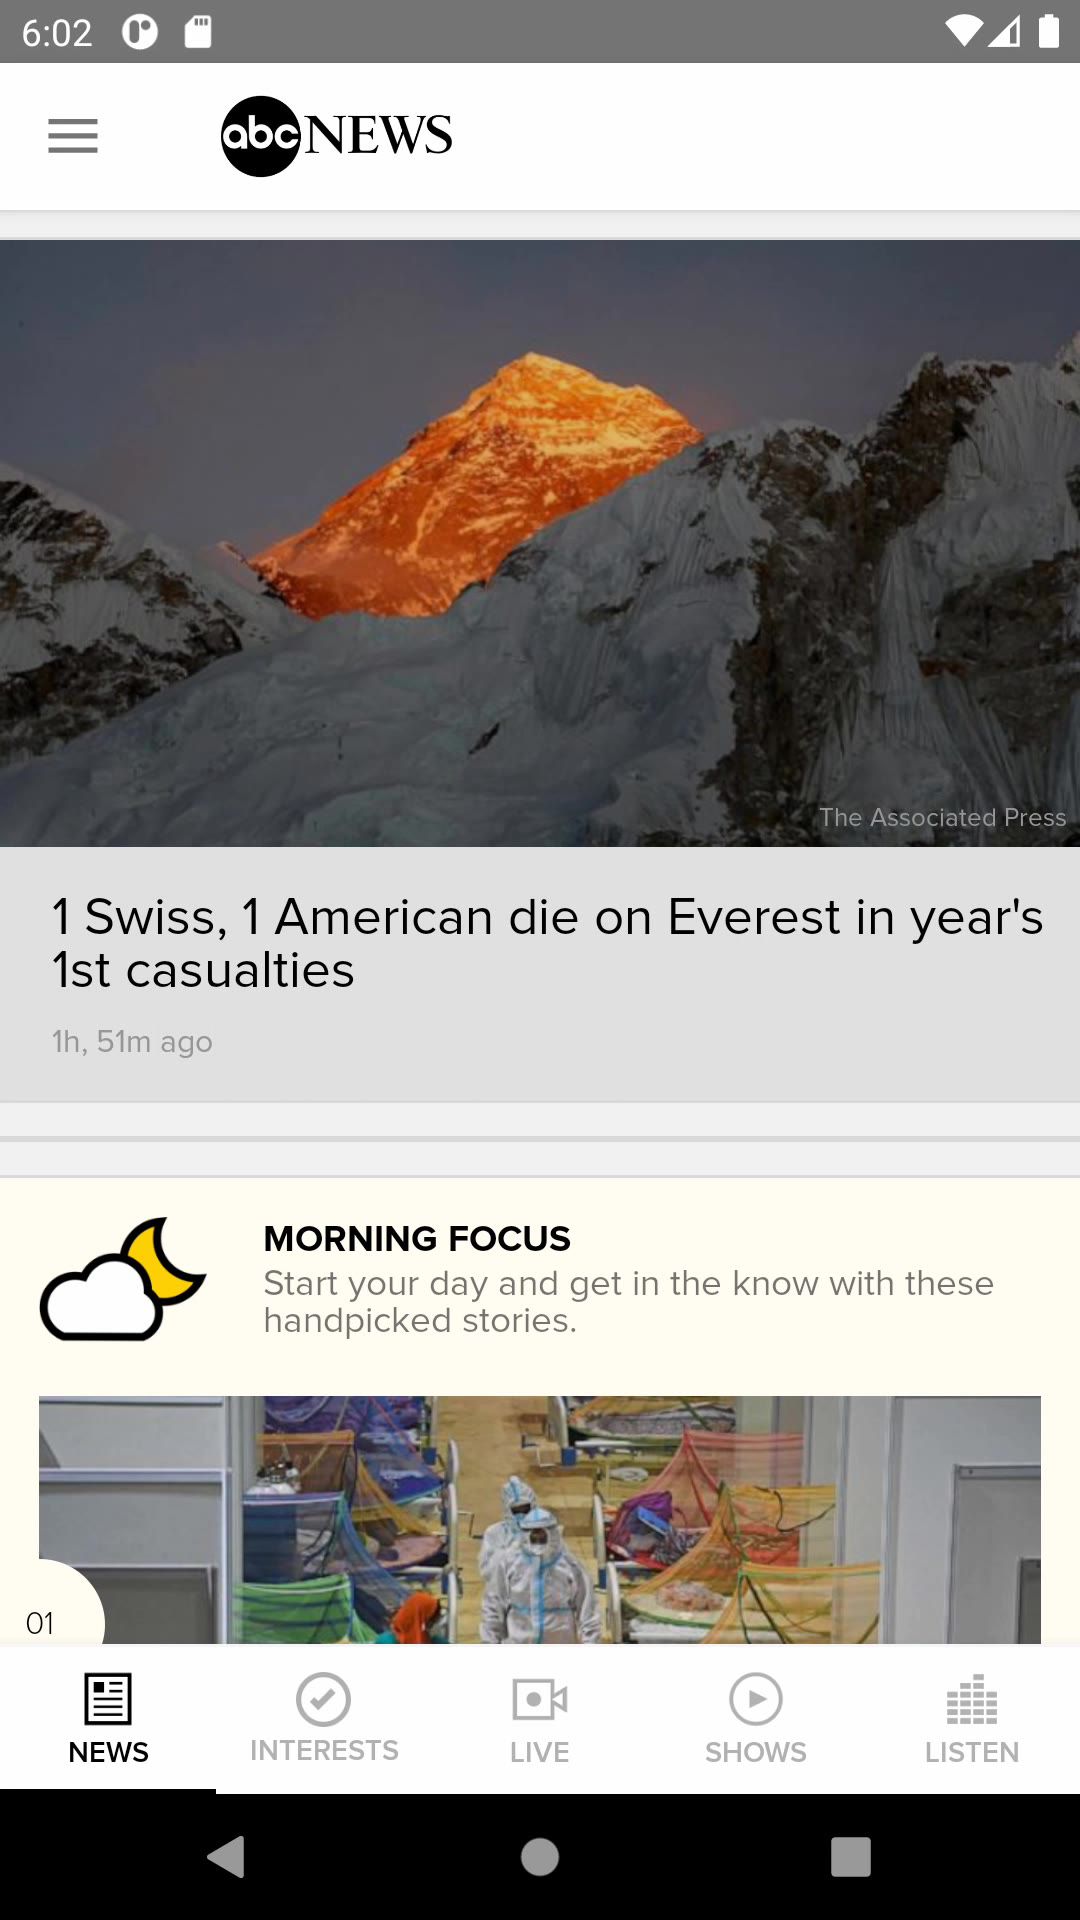 6:02
abc NEWS
The Associated Press
1 Swiss, 1 American die on Everest in year's
1st casualties
1h, 51m ago
MORNING FOCUS
Start your day and get in the know with these
handpicked stories.
01
NEWS
INTERESTS
LIVE
SHOWS
LISTEN